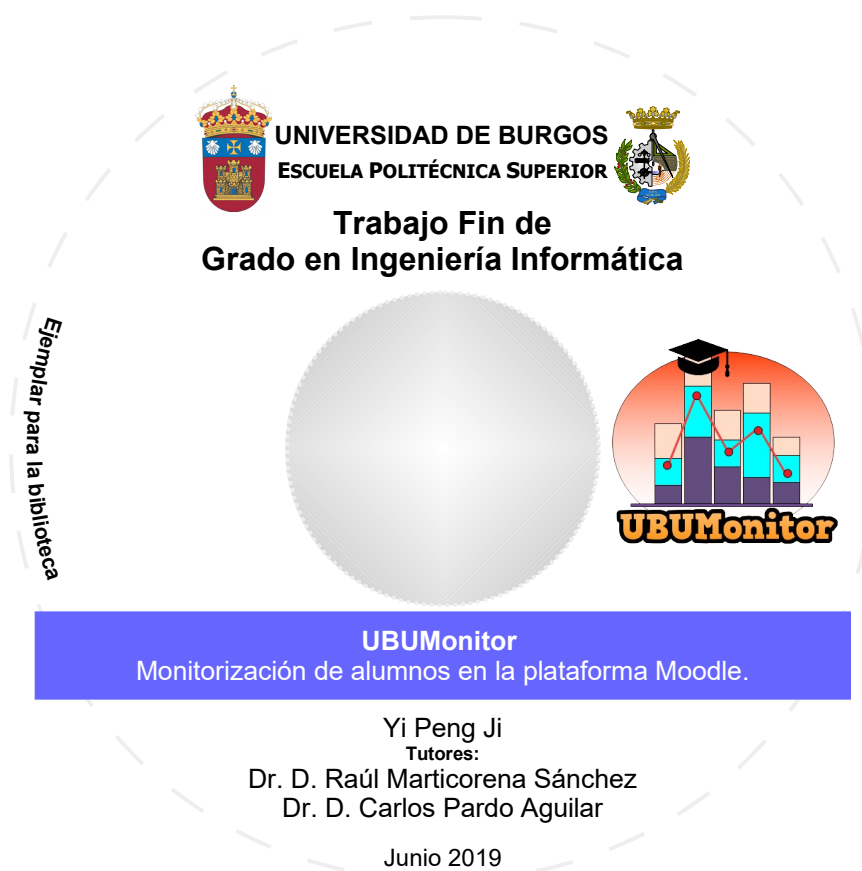 UNIVERSIDAD DE BURGOS
ESCUELA POLITÉCNICA SUPERIOR
Trabajo Fin de
Grado en Ingeniería Informática
Ejemplar para la biblioteca
UBUMonitor
UBUMonitor
Monitorización de alumnos en la plataforma Moodle.
Yi Peng Ji
Tutores:
Dr. D. Raúl Marticorena Sánchez
Dr. D. Carlos Pardo Aguilar
Junio 2019